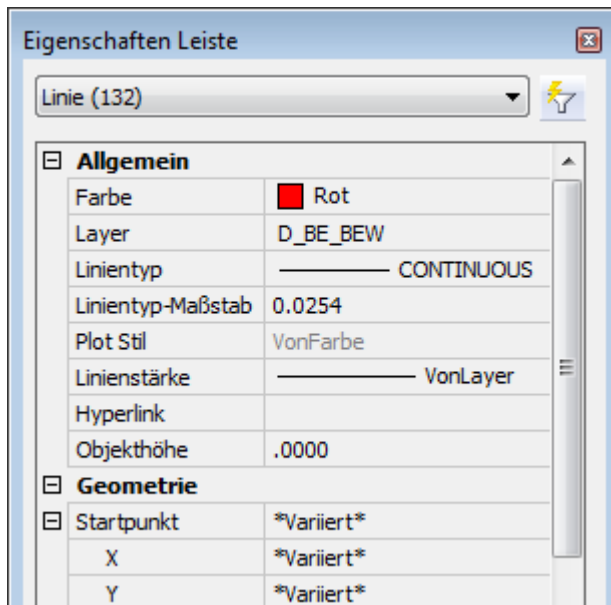 Eigenschaften Leiste
Linie (132)
Allgemein
Farbe Rot
Layer D_BE_BEW
Linientyp CONTINUOUS
Linientyp-Maßstab 0.0254
Plot Stil VonFarbe
Linienstärke VonLayer
Hyperlink
Objekthöhe .0000
Geometrie
Startpunkt *Variiert*
X *Variiert*
Y *Variiert*